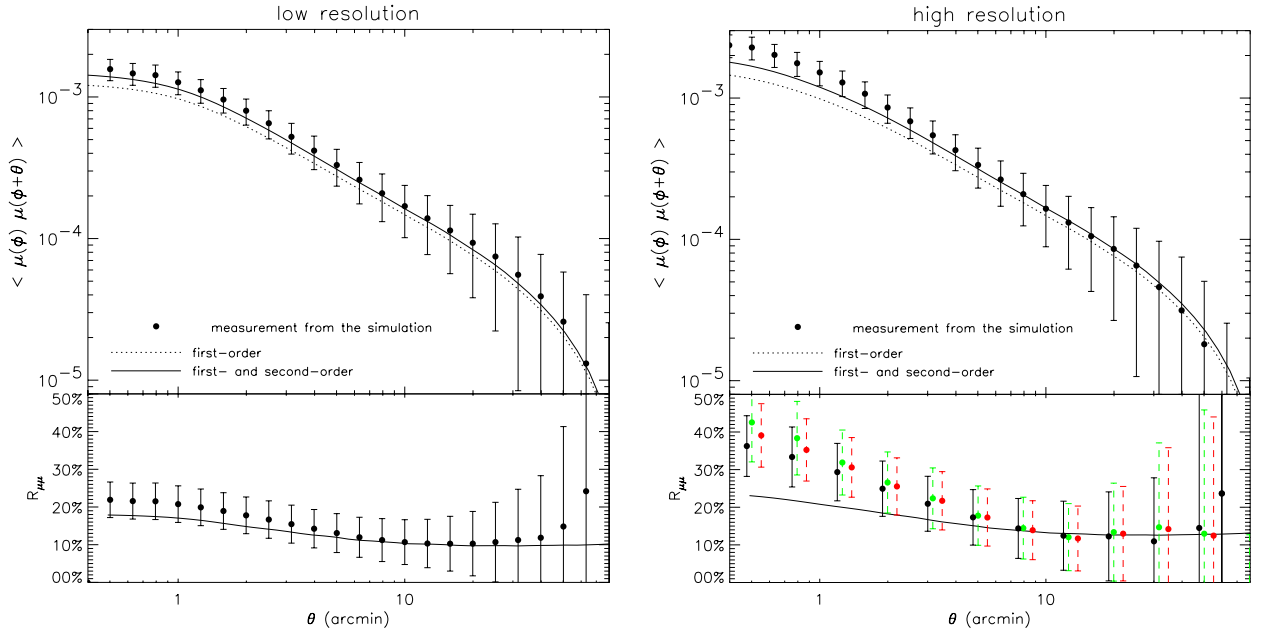 low resolution
10⁻³
10⁻⁴
10⁻⁵
< μ(ϕ) μ(ϕ+θ) >
measurement from the simulation
first-order
first- and second-order
50%
40%
30%
20%
10%
00%
R_μμ
1
10
θ (arcmin)
high resolution
10⁻³
10⁻⁴
10⁻⁵
< μ(ϕ) μ(ϕ+θ) >
measurement from the simulation
first-order
first- and second-order
50%
40%
30%
20%
10%
00%
R_μμ
1
10
θ (arcmin)